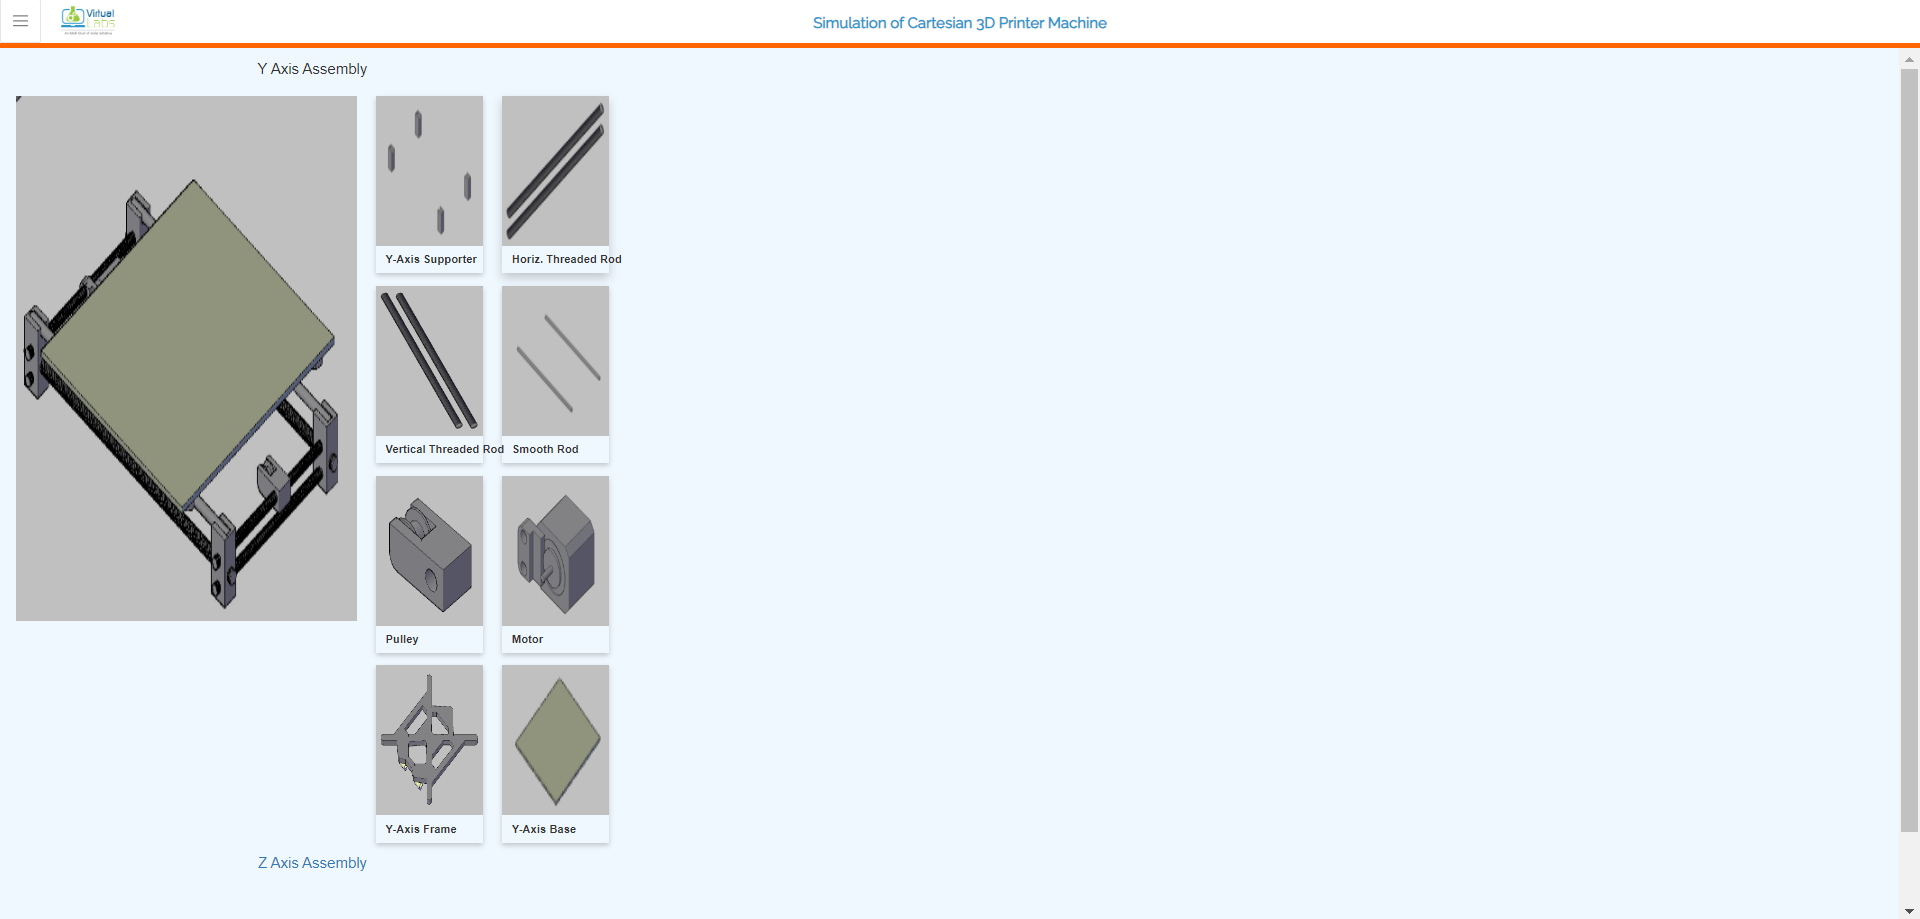 Virtual
Labs
Simulation of Cartesian 3D Printer Machine
Y Axis Assembly
Y-Axis Supporter
Horiz. Threaded Rod
Vertical Threaded Rod
Smooth Rod
Pulley
Motor
Y-Axis Frame
Y-Axis Base
Z Axis Assembly